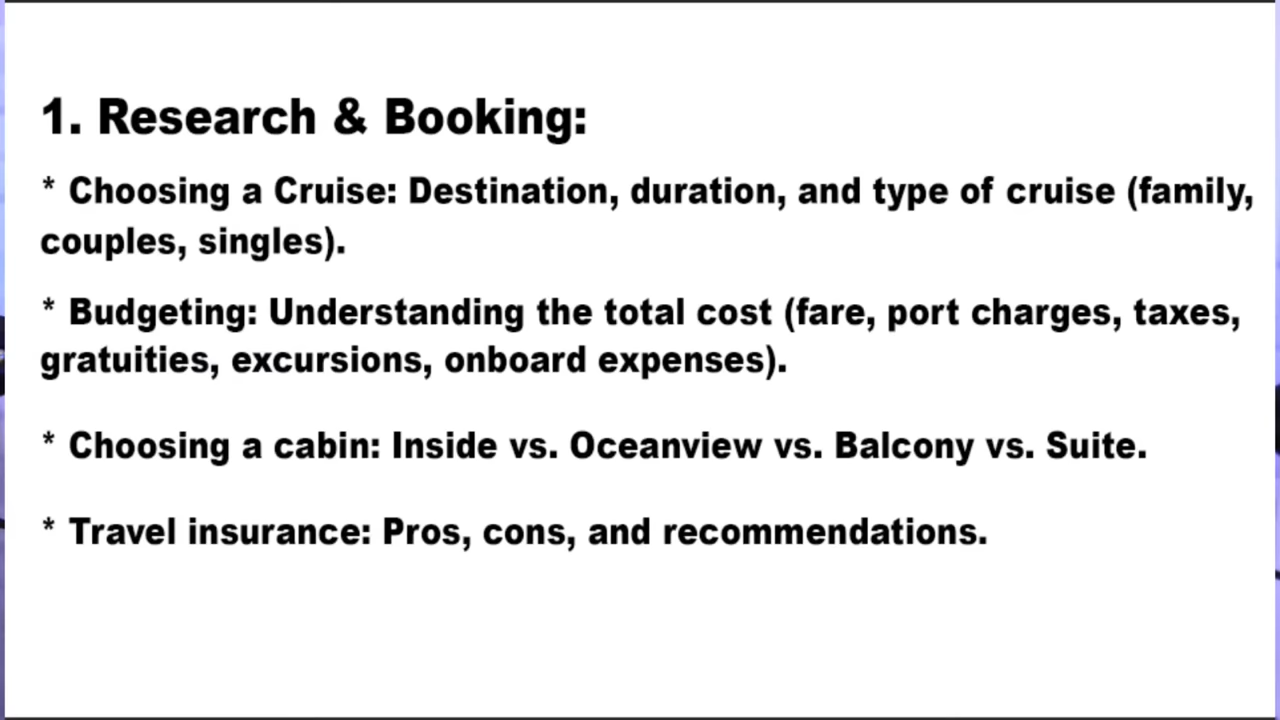 1. Research & Booking:
* Choosing a Cruise: Destination, duration, and type of cruise (family,
couples, singles).
* Budgeting: Understanding the total cost (fare, port charges, taxes,
gratuities, excursions, onboard expenses).
* Choosing a cabin: Inside vs. Oceanview vs. Balcony vs. Suite.
* Travel insurance: Pros, cons, and recommendations.